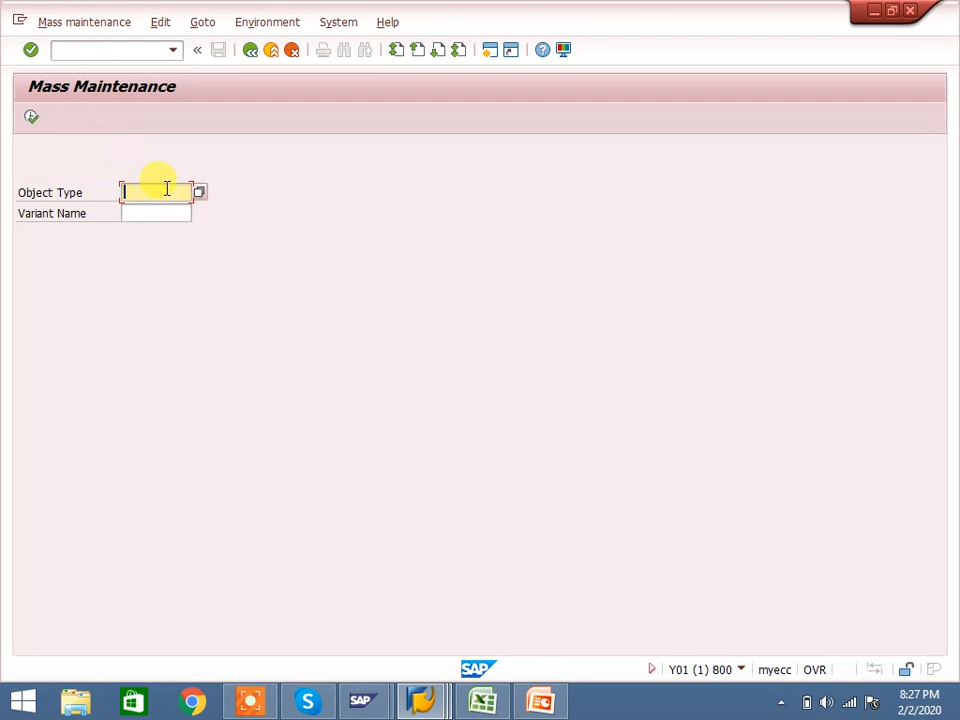 Mass maintenance Edit Goto Environment System Help
Mass Maintenance
Object Type
Variant Name
SAP
Y01 (1) 800 myecc OVR
SAP
8:27 PM
2/2/2020